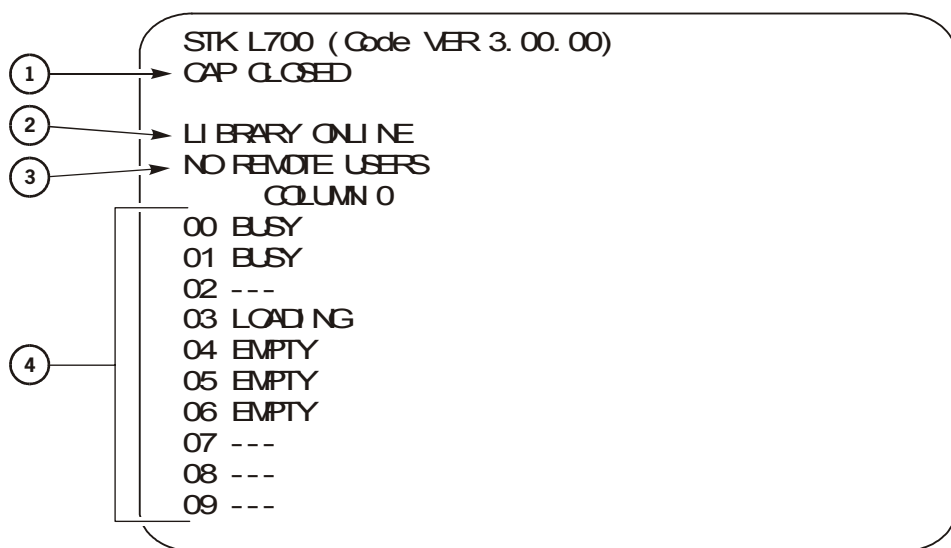 STK L700 (Code VER 3.00.00)
1 CAP CLOSED
2 LIBRARY ONLINE
3 NO REMOTE USERS
COLUMN 0
00 BUSY
01 BUSY
02 ---
03 LOADING
4 04 EMPTY
05 EMPTY
06 EMPTY
07 ---
08 ---
09 ---